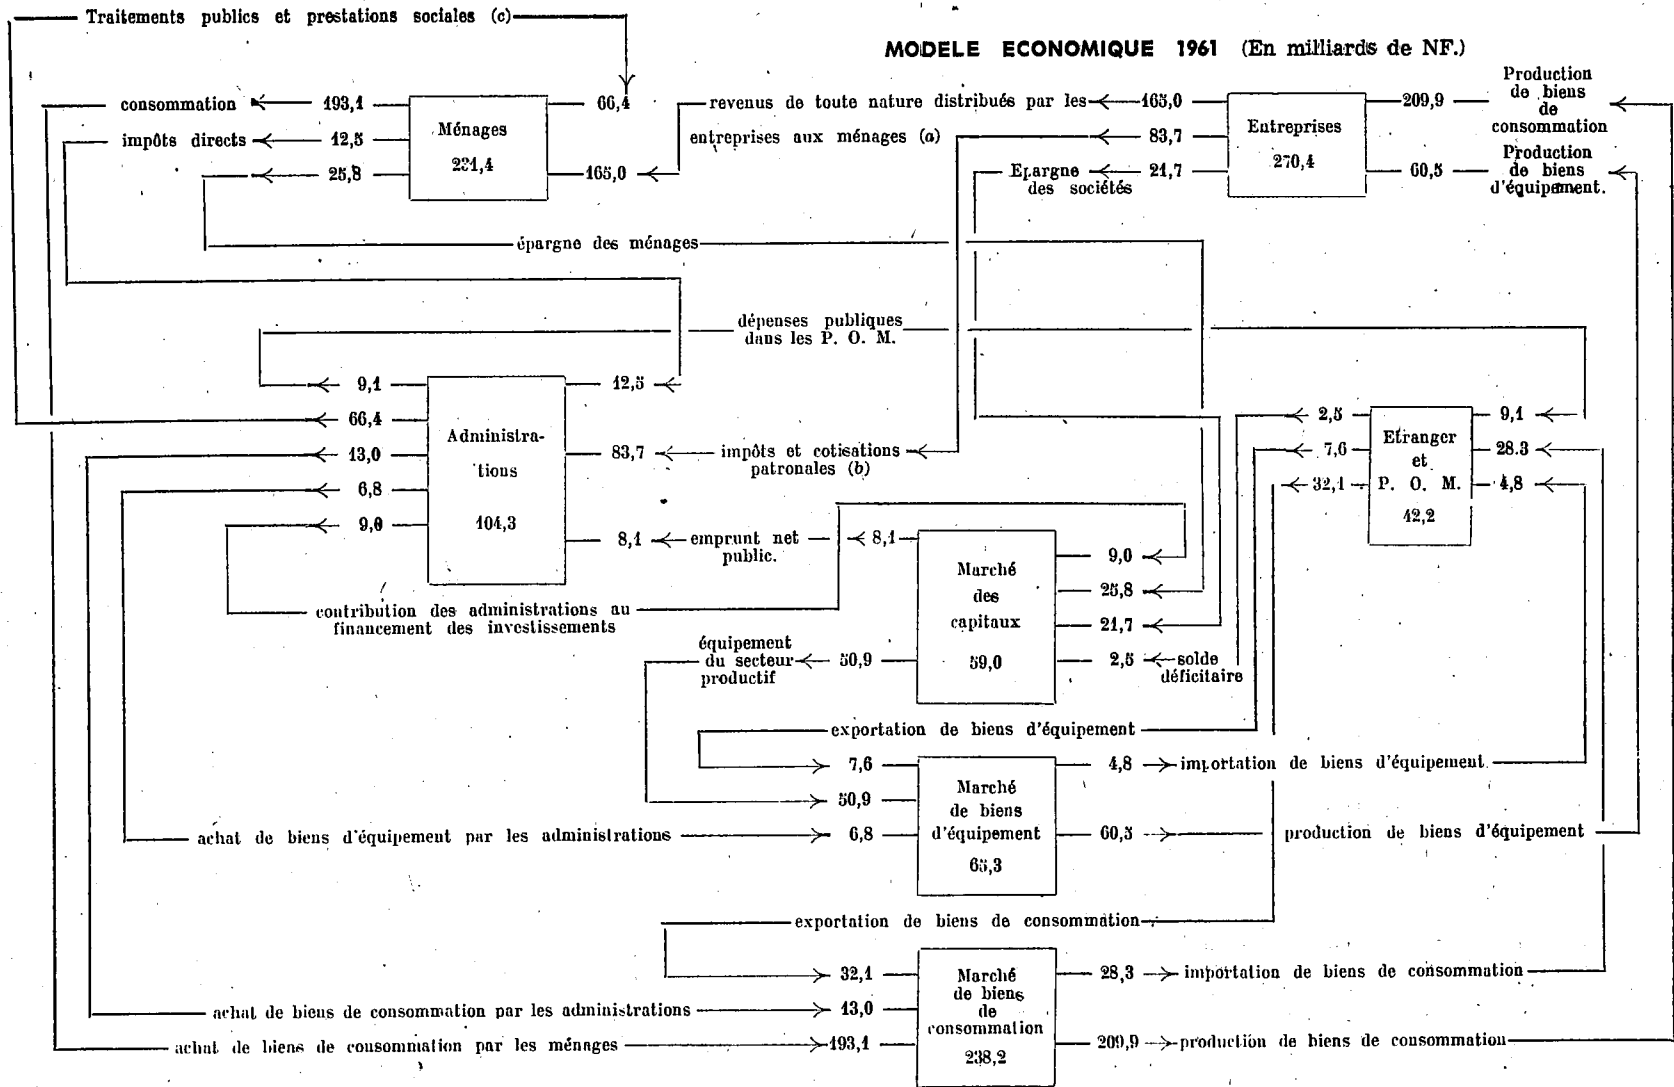 Traitements publics et prestations sociales (c)
MODELE ECONOMIQUE 1961 (En milliards de NF.)
consommation 193,1
impôts directs 12,5
25,8
Ménages
231,4
66,4
165,0
revenus de toute nature distribués par les 165,0
entreprises aux ménages (a) 83,7
Epargne 21,7
des sociétés
Entreprises
270,4
209,9
60,5
Production
de biens
de
consommation
Production
de biens
d'équipement.
épargne des ménages
dépenses publiques
dans les P. O. M.
9,1
66,4
13,0
6,8
9,0
Administra-
tions
104,3
12,5
83,7
8,1
impôts et cotisations
patronales (b)
emprunt net
public.
8,1
contribution des administrations au
financement des investissements
2,5
7,6
32,1
Etranger
et
P. O. M.
42,2
9,1
28.3
4,8
Marché
des
capitaux
59,0
9,0
25,8
21,7
2,5
solde
déficitaire
équipement
du secteur
productif
50,9
exportation de biens d'équipement
7,6
50,9
achat de biens d'équipement par les administrations 6,8
Marché
de biens
d'équipement
65,3
4,8 importation de biens d'équipement.
60,5 production de biens d'équipement
exportation de biens de consommation
32,1
achat de biens de consommation par les administrations 13,0
achat de biens de consommation par les ménages 193,1
Marché
de biens
de
consommation
238,2
28,3 importation de biens de consommation
209,9 production de biens de consommation